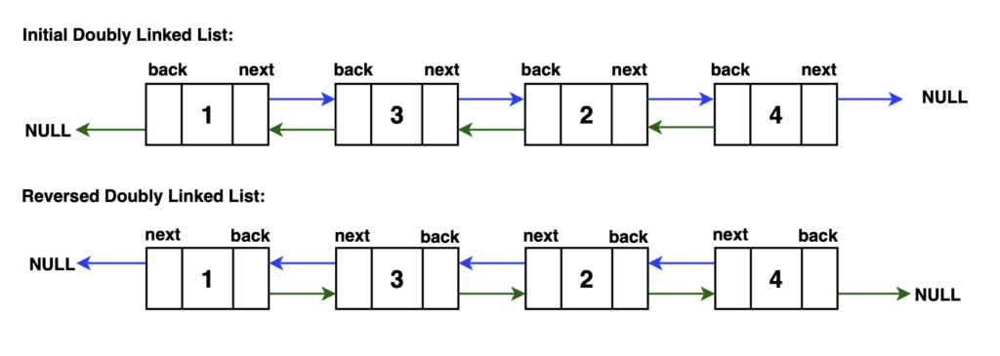 Initial Doubly Linked List:
back next back next back next back next
1 3 2 4 NULL
NULL
Reversed Doubly Linked List:
next back next back next back next back
NULL 1 3 2 4
NULL